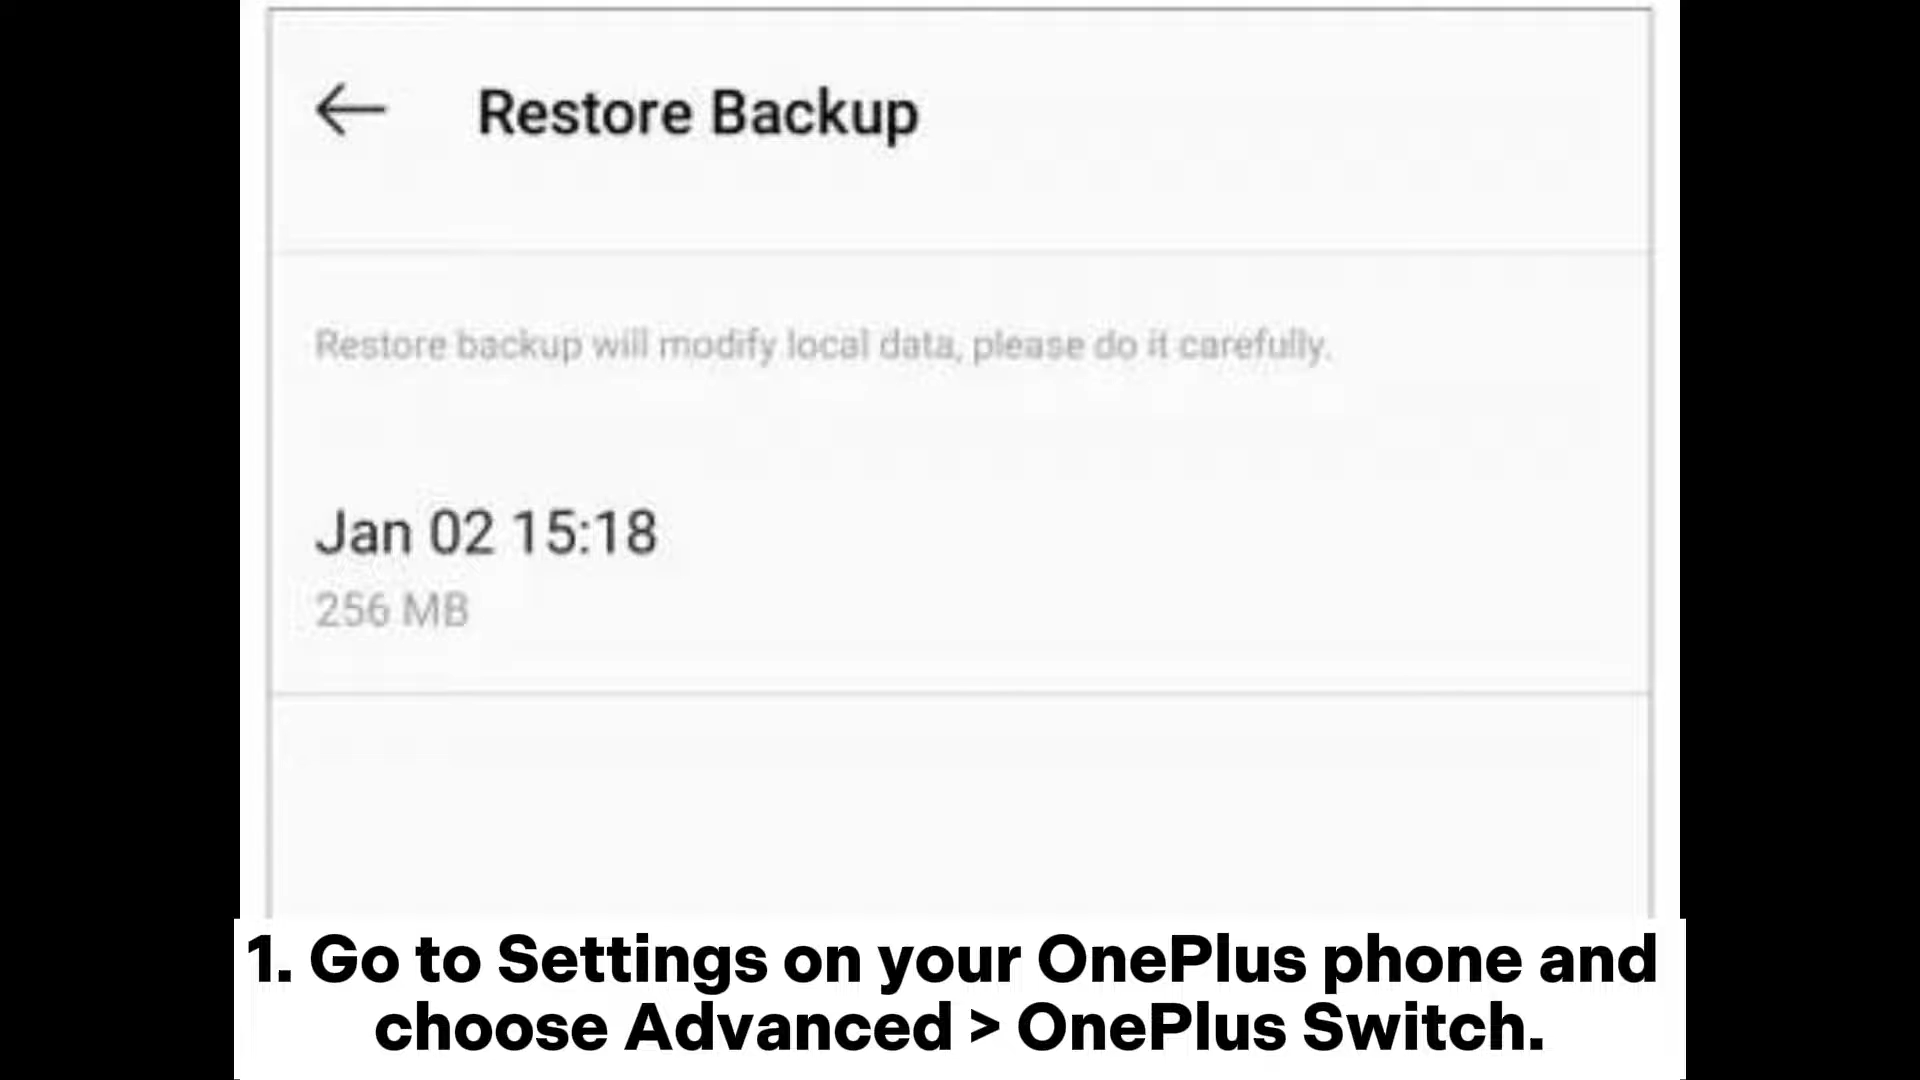 Restore Backup
Restore backup will modify local data, please do it carefully.
Jan 02 15:18
256 MB
1. Go to Settings on your OnePlus phone and
choose Advanced > OnePlus Switch.